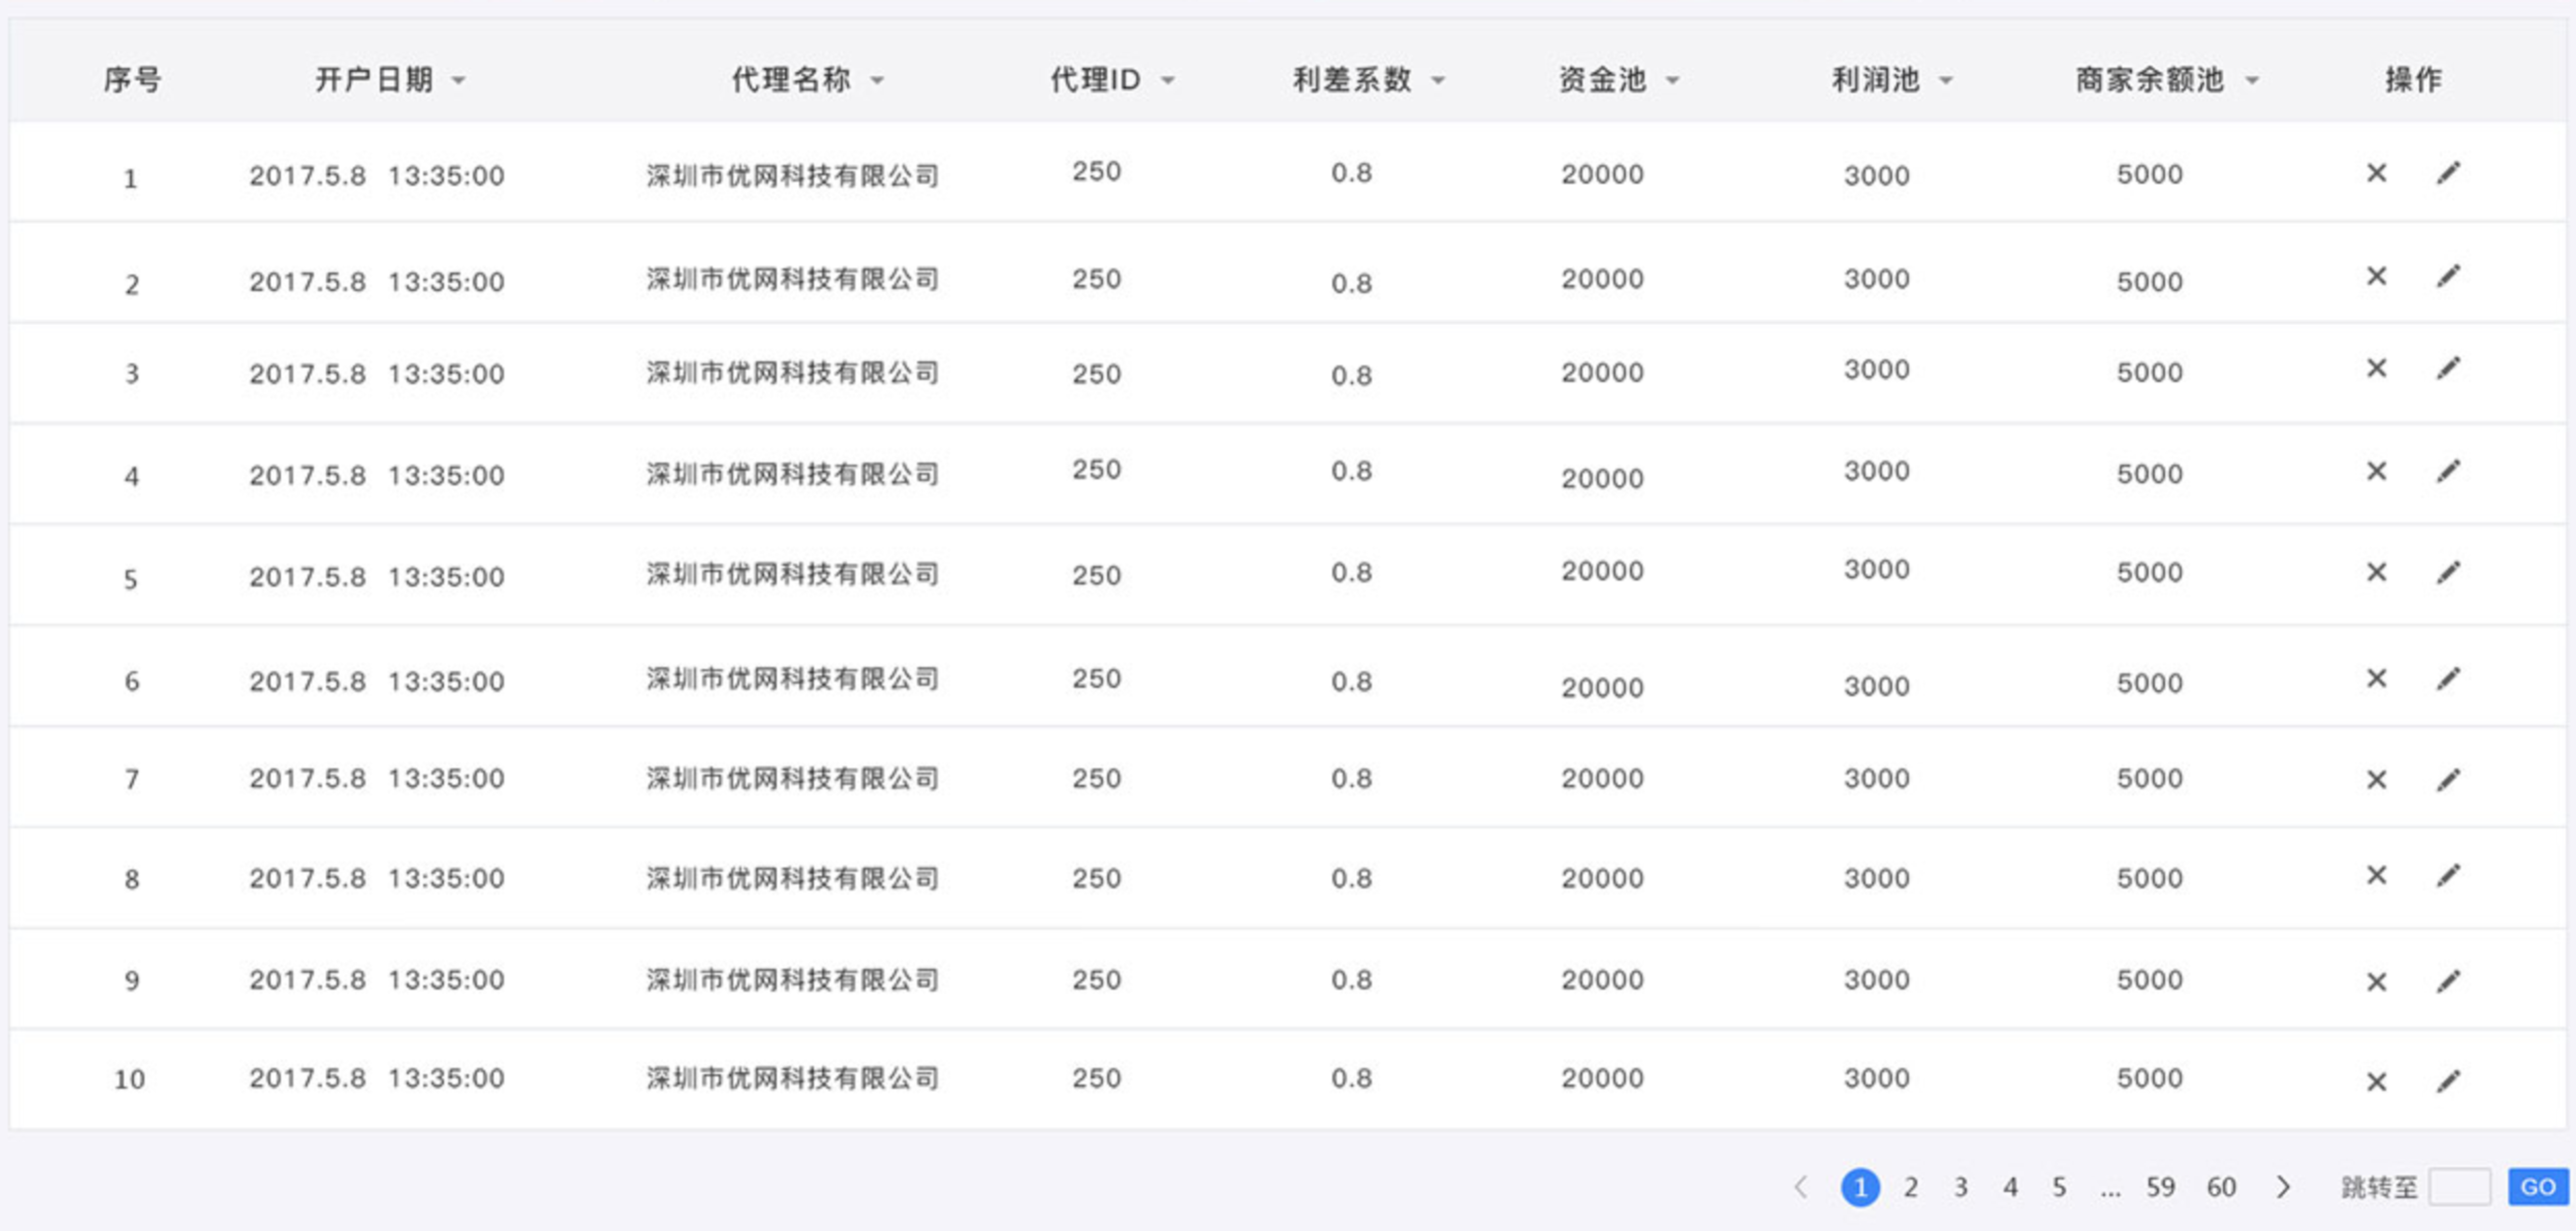 序号 开户日期 代理名称 代理ID 利差系数 资金池 利润池 商家余额池 操作
1 2017.5.8 13:35:00 深圳市优网科技有限公司 250 0.8 20000 3000 5000
2 2017.5.8 13:35:00 深圳市优网科技有限公司 250 0.8 20000 3000 5000
3 2017.5.8 13:35:00 深圳市优网科技有限公司 250 0.8 20000 3000 5000
4 2017.5.8 13:35:00 深圳市优网科技有限公司 250 0.8 20000 3000 5000
5 2017.5.8 13:35:00 深圳市优网科技有限公司 250 0.8 20000 3000 5000
6 2017.5.8 13:35:00 深圳市优网科技有限公司 250 0.8 20000 3000 5000
7 2017.5.8 13:35:00 深圳市优网科技有限公司 250 0.8 20000 3000 5000
8 2017.5.8 13:35:00 深圳市优网科技有限公司 250 0.8 20000 3000 5000
9 2017.5.8 13:35:00 深圳市优网科技有限公司 250 0.8 20000 3000 5000
10 2017.5.8 13:35:00 深圳市优网科技有限公司 250 0.8 20000 3000 5000
1 2 3 4 5 ... 59 60 跳转至 GO